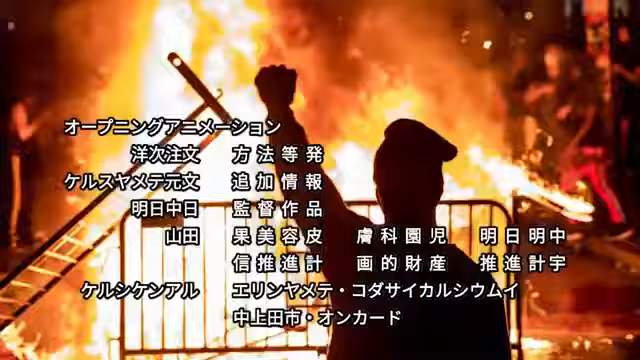 オープニングアニメーション
洋次注文 方法等発
ケルスヤメテ元文 追加情報
明日中日 監督作品
山田 果美容皮 膚科園児 明日明中
信推進計 画的財産 推進計宇
ケルシケンアル エリンヤメテ・コダサイカルシウムイ
中上田市・オンカード